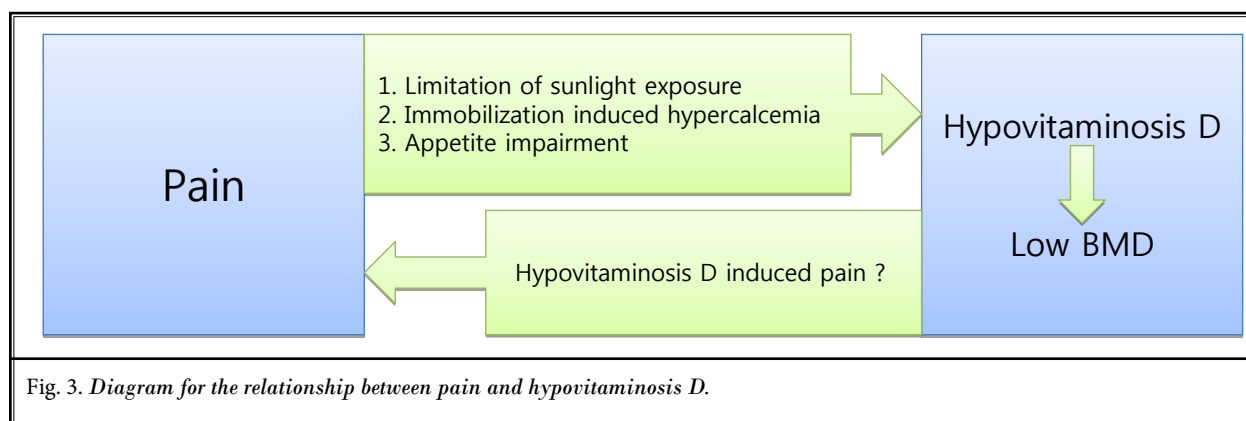 Pain
1. Limitation of sunlight exposure
2. Immobilization induced hypercalcemia
3. Appetite impairment
Hypovitaminosis D
Low BMD
Hypovitaminosis D induced pain ?
Fig. 3. Diagram for the relationship between pain and hypovitaminosis D.